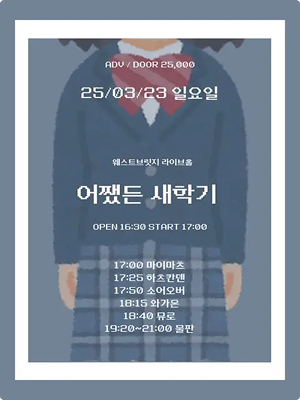 ADV / DOOR 25,000
25/03/23 일요일
웨스트브릿지 라이브홀
어쨌든 새학기
OPEN 16:30 START 17:00
17:00 마이마츠
17:25 하츠칸덴
17:50 소어오버
18:15 와가온
18:40 뮤로
19:20~21:00 물판